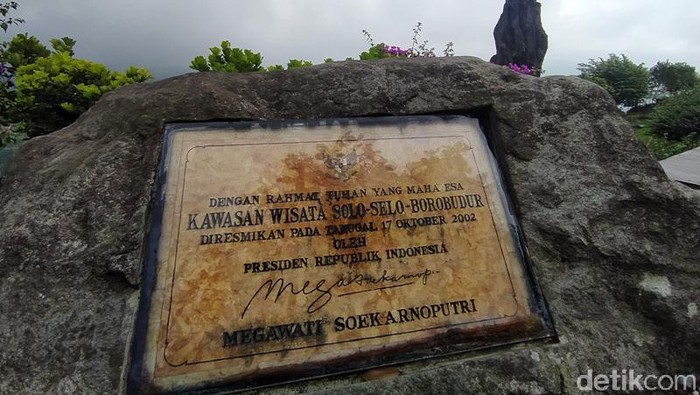 DENGAN RAHMAT TUHAN YANG MAHA ESA
KAWASAN WISATA SOLO-SELO-BOROBUDUR
DIRESMIKAN PADA TANGGAL 17 OKTOBER 2002
OLEH
PRESIDEN REPUBLIK INDONESIA
MEGAWATI SOEKARNOPUTRI
detikcom